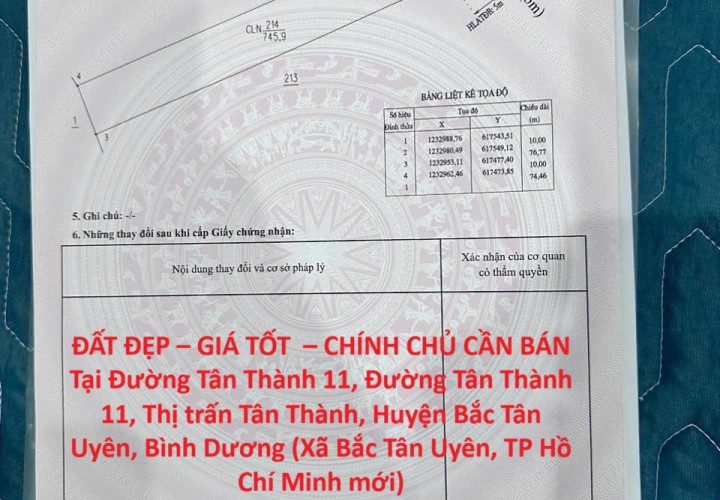 m)
HLATĐB: 5m
CLN 214
745,9
213
4
1
3
BẢNG LIỆT KÊ TỌA ĐỘ
Số hiệu Đỉnh thửa Tọa độ Chiều dài (m)
X Y
1 1232988,76 617543,51
10,00
2 1232980,49 617549,12
76,77
3 1232953,11 617477,40
10,00
4 1232962,46 617473,85
74,46
1
5. Ghi chú: -/-
6. Những thay đổi sau khi cấp Giấy chứng nhận:
Nội dung thay đổi và cơ sở pháp lý
Xác nhận của cơ quan
có thẩm quyền
ĐẤT ĐẸP – GIÁ TỐT – CHÍNH CHỦ CẦN BÁN
Tại Đường Tân Thành 11, Đường Tân Thành
11, Thị trấn Tân Thành, Huyện Bắc Tân
Uyên, Bình Dương (Xã Bắc Tân Uyên, TP Hồ
Chí Minh mới)